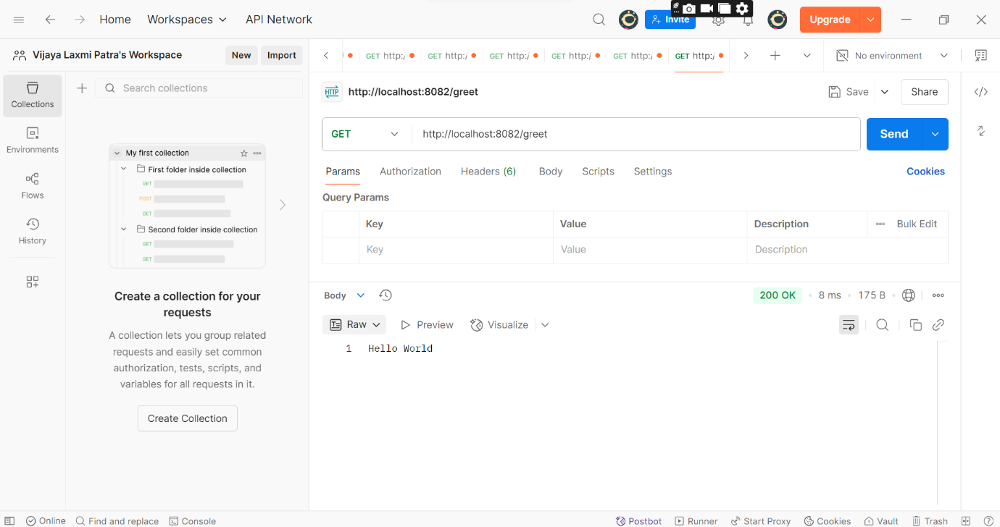 Home Workspaces API Network Invite Upgrade
Vijaya Laxmi Patra's Workspace New Import
GET http:/ GET http:/ GET http:/ GET http:/ GET http:/ GET http:/ No environment
Collections
Environments
Flows
History
Search collections
My first collection
First folder inside collection
GET
POST
GET
Second folder inside collection
GET
GET
Create a collection for your
requests
A collection lets you group related
requests and easily set common
authorization, tests, scripts, and
variables for all requests in it.
Create Collection
HTTP http://localhost:8082/greet Save Share
GET http://localhost:8082/greet Send
Params Authorization Headers (6) Body Scripts Settings Cookies
Query Params
Key Value Description Bulk Edit
Key Value Description
Body 200 OK 8 ms 175 B
Raw Preview Visualize
1 Hello World
Online Find and replace Console Postbot Runner Start Proxy Cookies Vault Trash